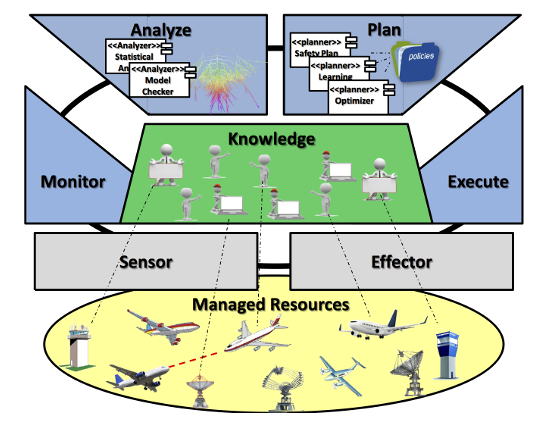 Analyze
Plan
<<Analyzer>>
Statistical
An
<<Analyzer>>
Model
Checker
<<planner>>
Safety Plan
<<planner>>
Learning
<<planner>>
Optimizer
policies
Knowledge
Monitor
Execute
Sensor
Effector
Managed Resources